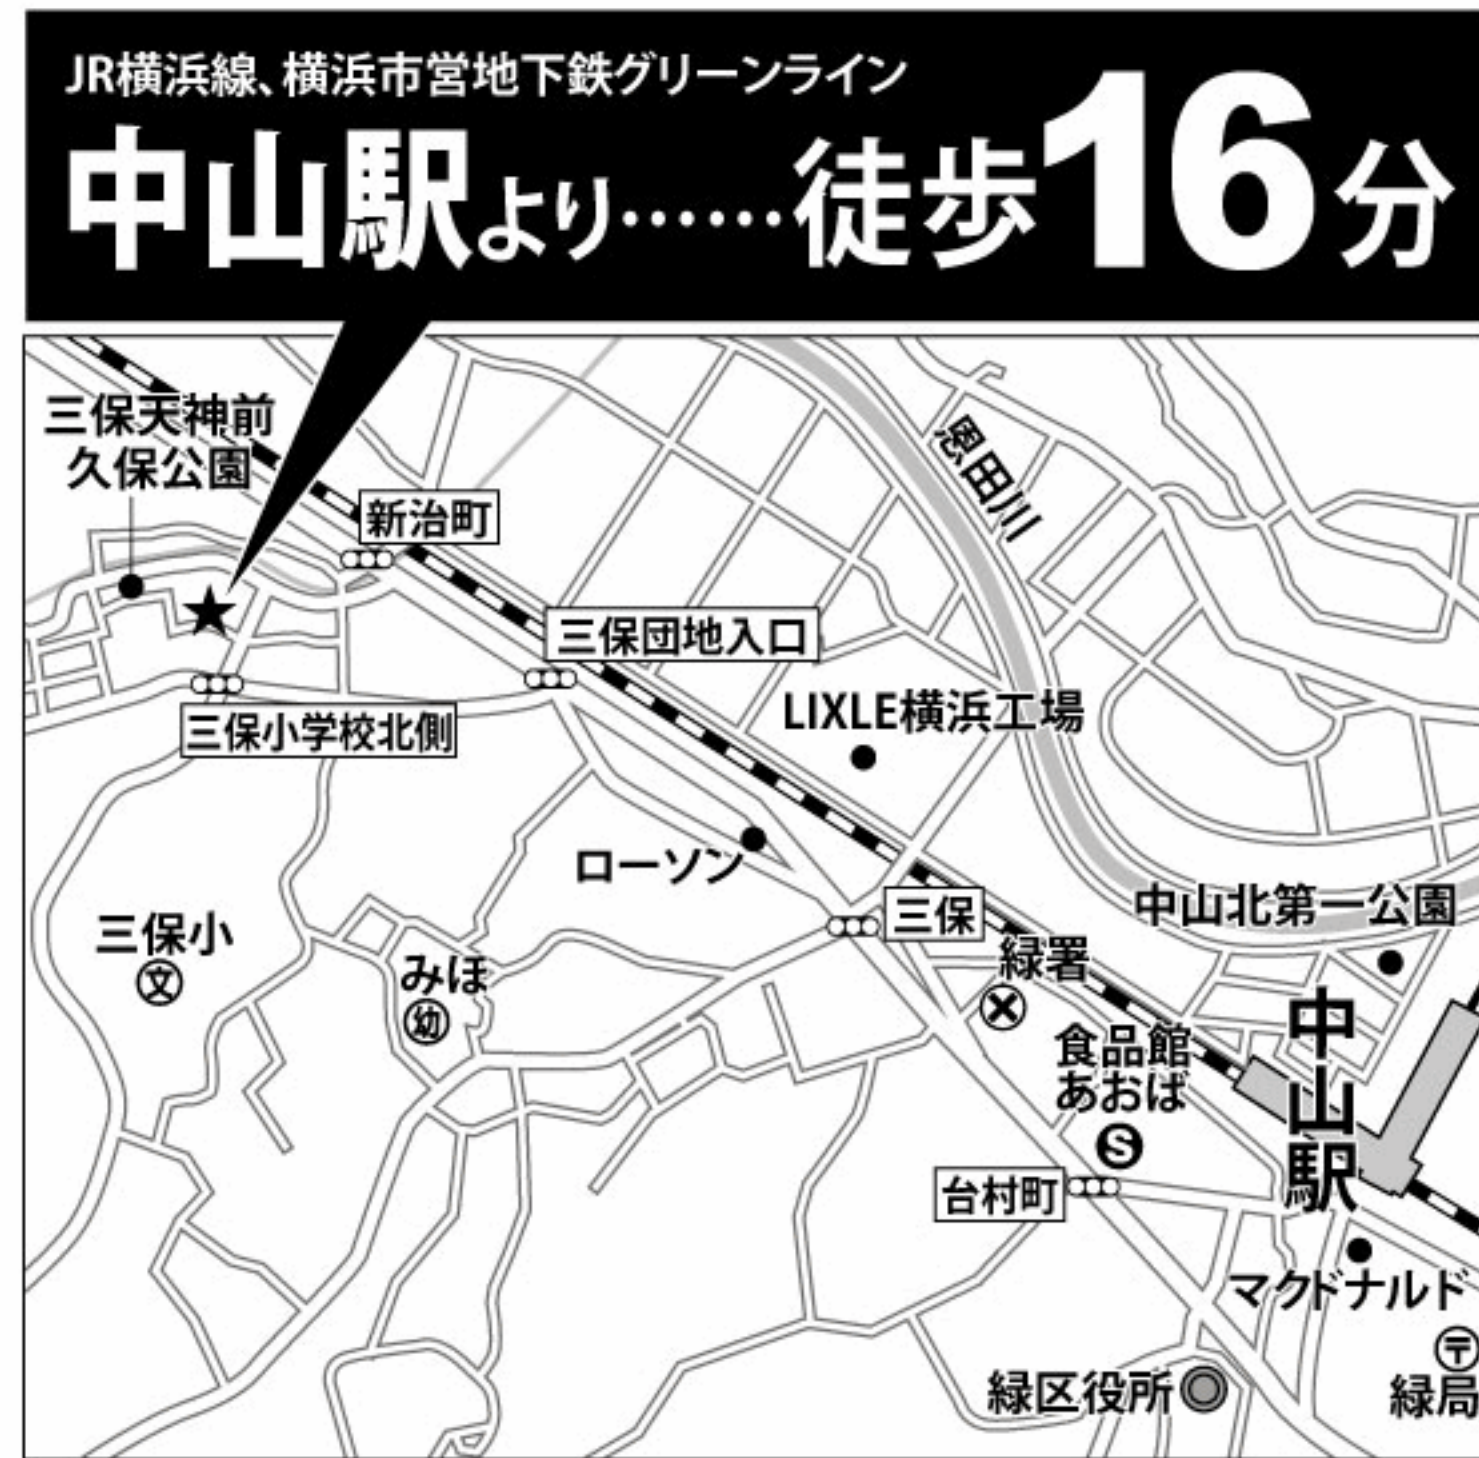 JR横浜線、横浜市営地下鉄グリーンライン
中山駅より……徒歩16分
三保天神前
久保公園
新治町
恩田川
三保団地入口
LIXLE横浜工場
三保小学校北側
ローソン
三保
中山北第一公園
三保小
文
みほ
幼
緑署
食品館
あおば
S
中山駅
台村町
マクドナルド
〒
緑区役所
緑局